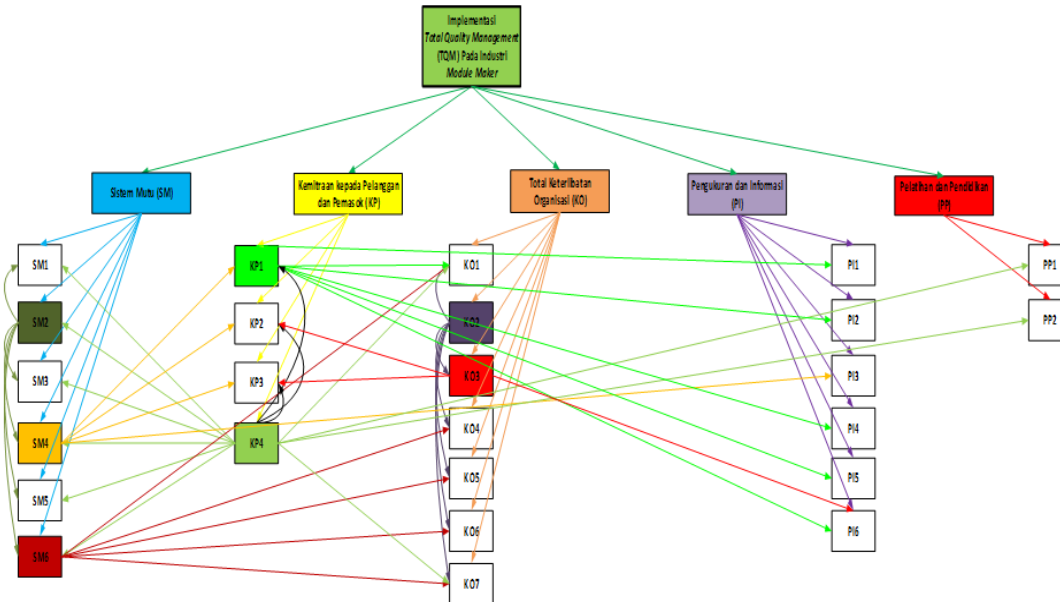 Implementasi
Total Quality Management
(TQM) Pada Industri
Module Maker
Sistem Mutu (SM)
Kemitraan kepada Pelanggan
dan Pemasok (KP)
Total Keterlibatan
Organisasi (KO)
Pengukuran dan Informasi
(PI)
Pelatihan dan Pendidikan
(PP)
SM1
KP1
KO1
PI1
PP1
SM2
KP2
KO2
PI2
PP2
SM3
KP3
KO3
PI3
SM4
KP4
KO4
PI4
SM5
KO5
PI5
SM6
KO6
PI6
KO7